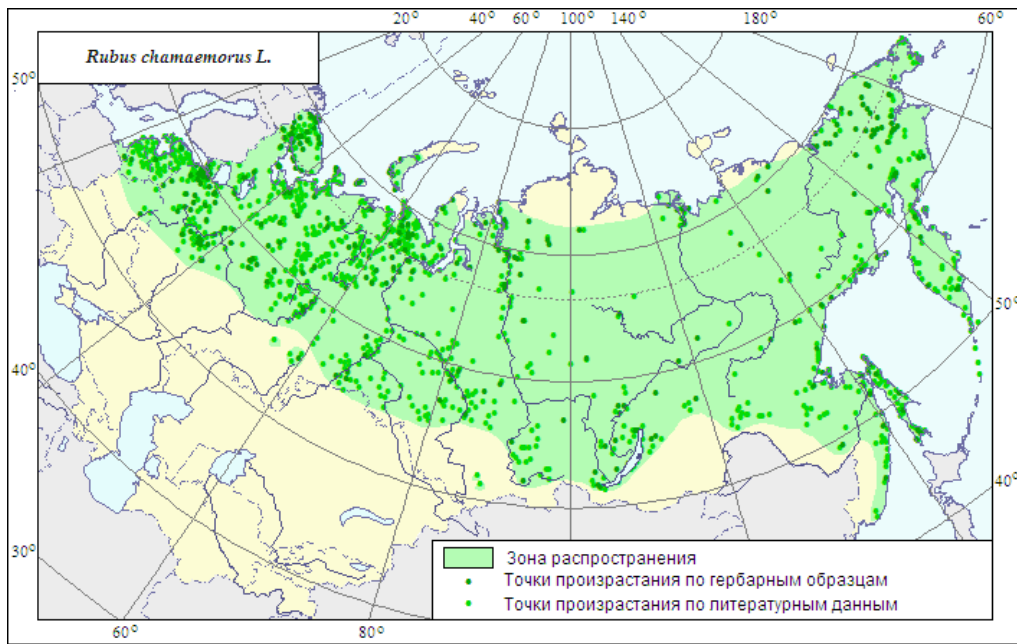 20° 40° 60° 100° 140° 180° 60°
Rubus chamaemorus L.
50°
50°
40°
40°
30°
Зона распространения
Точки произрастания по гербарным образцам
Точки произрастания по литературным данным
60° 80°